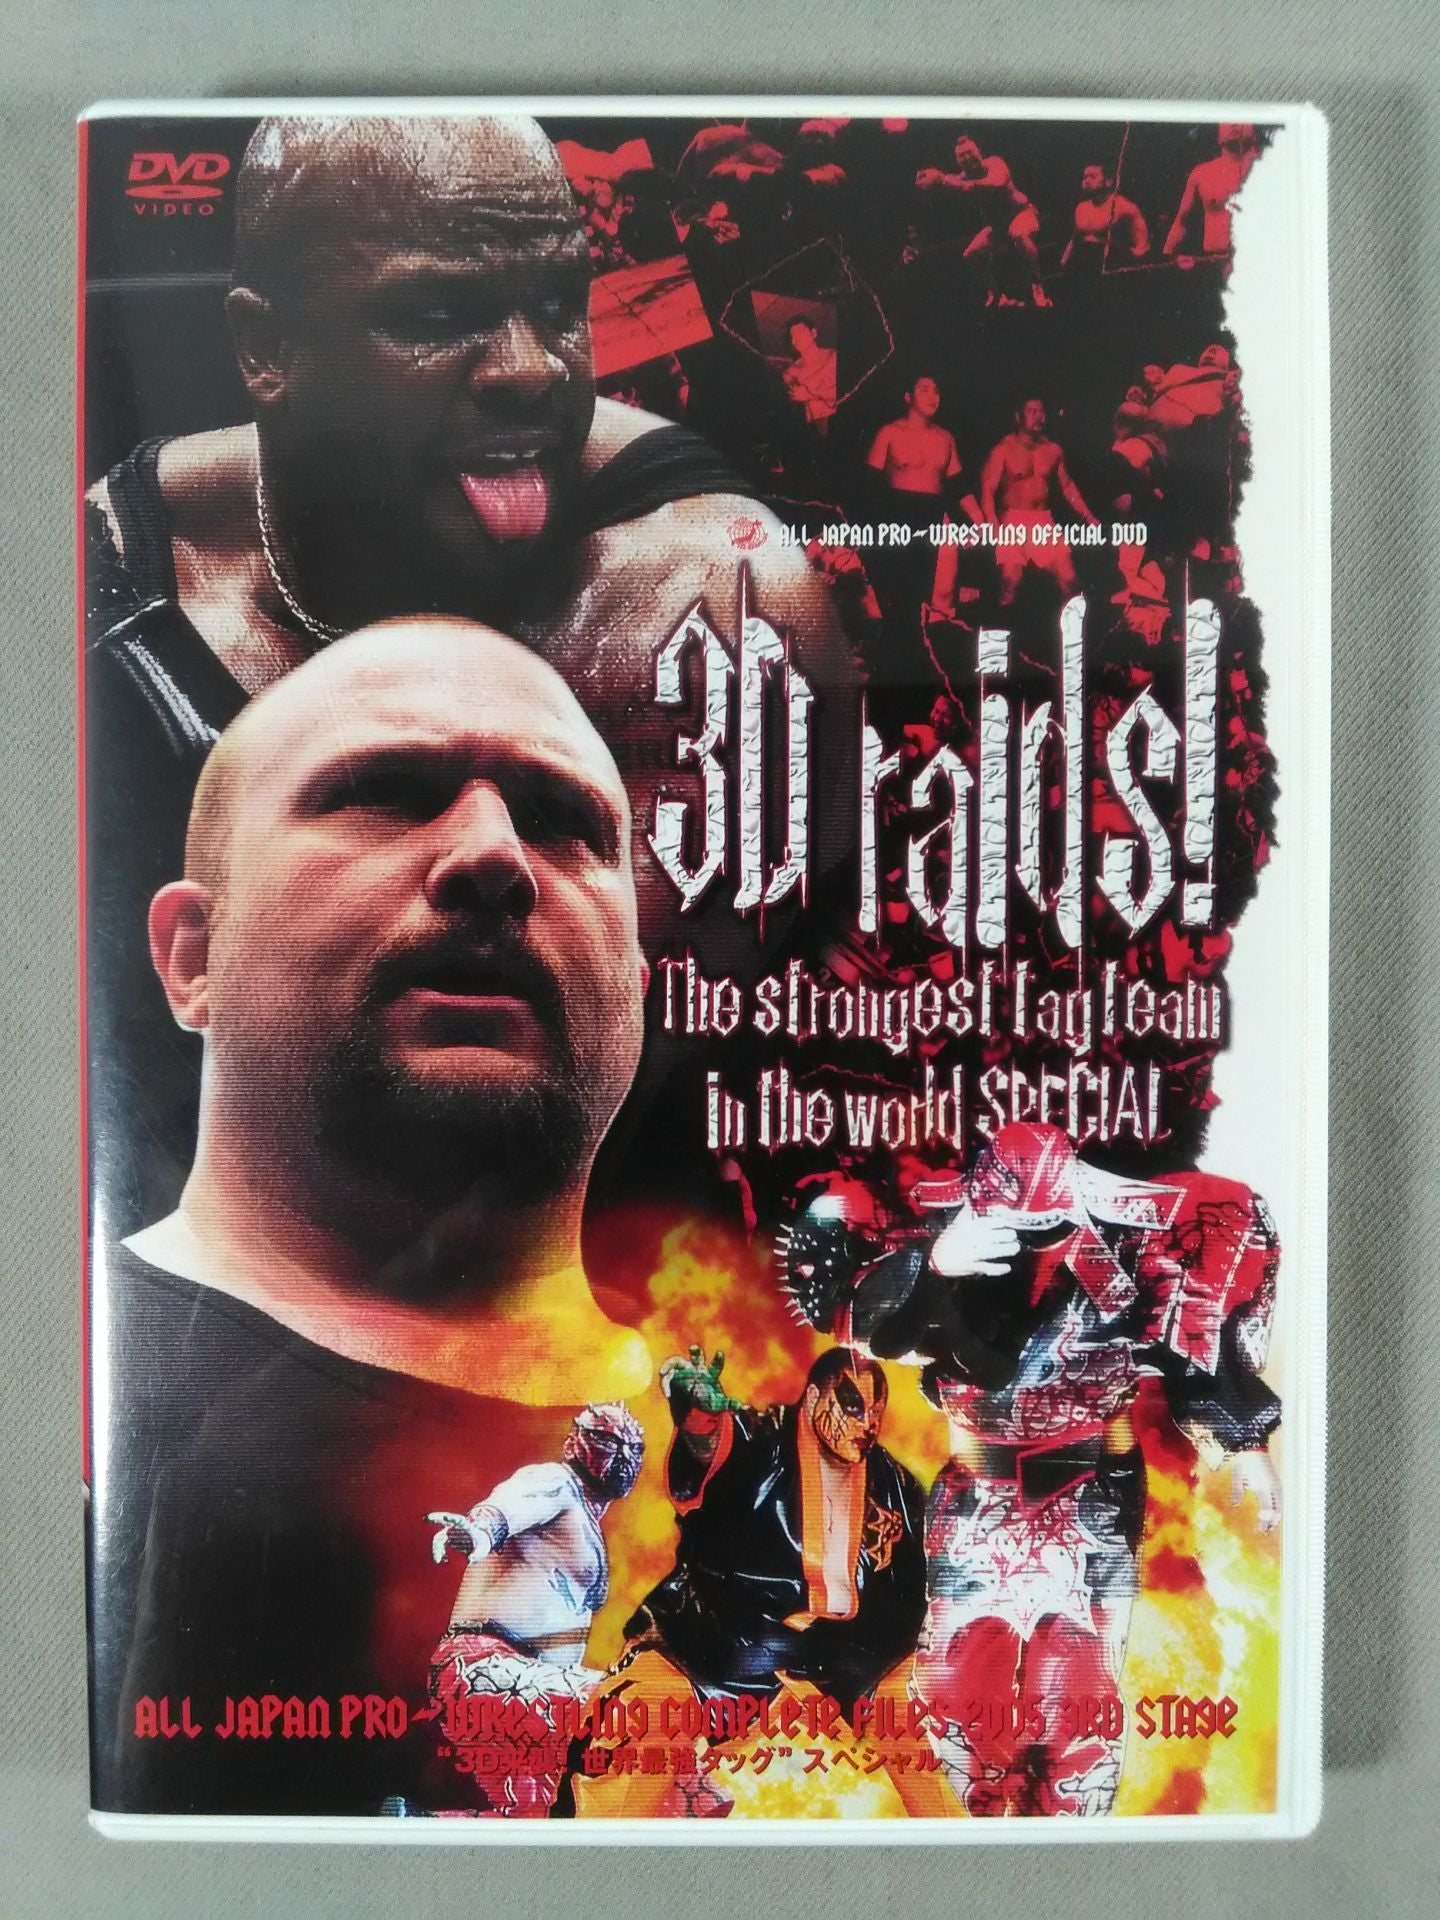 DVD
VIDEO
ALL JAPAN PRO-WRESTLING OFFICIAL DVD
3D raids!
The strongest tag team
in the world SPECIAL
ALL JAPAN PRO-WRESTLING COMPLETE FILES 2005 3RD STAGE
"3D来襲！世界最強タッグ"スペシャル